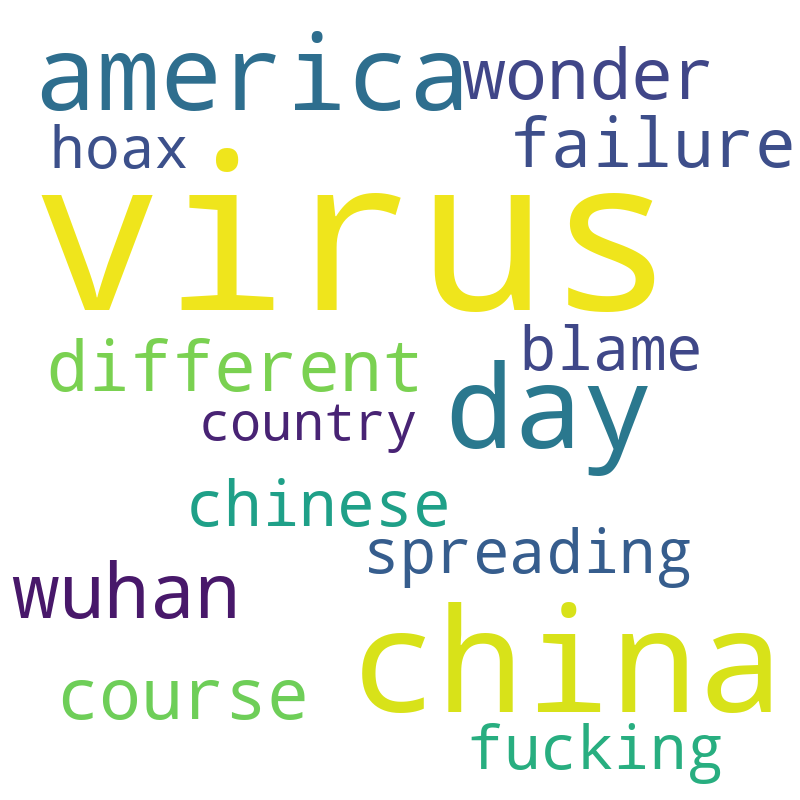 america wonder
hoax failure
virus
different blame
country day
chinese
spreading
wuhan
china
course
fucking